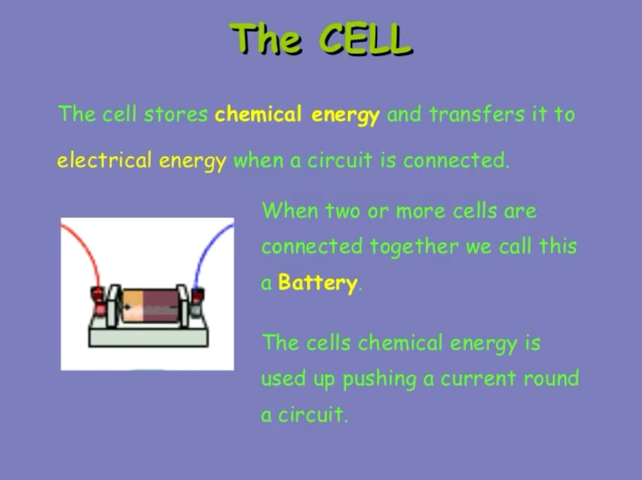 The CELL
The cell stores chemical energy and transfers it to
electrical energy when a circuit is connected.
When two or more cells are
connected together we call this
a Battery.
The cells chemical energy is
used up pushing a current round
a circuit.